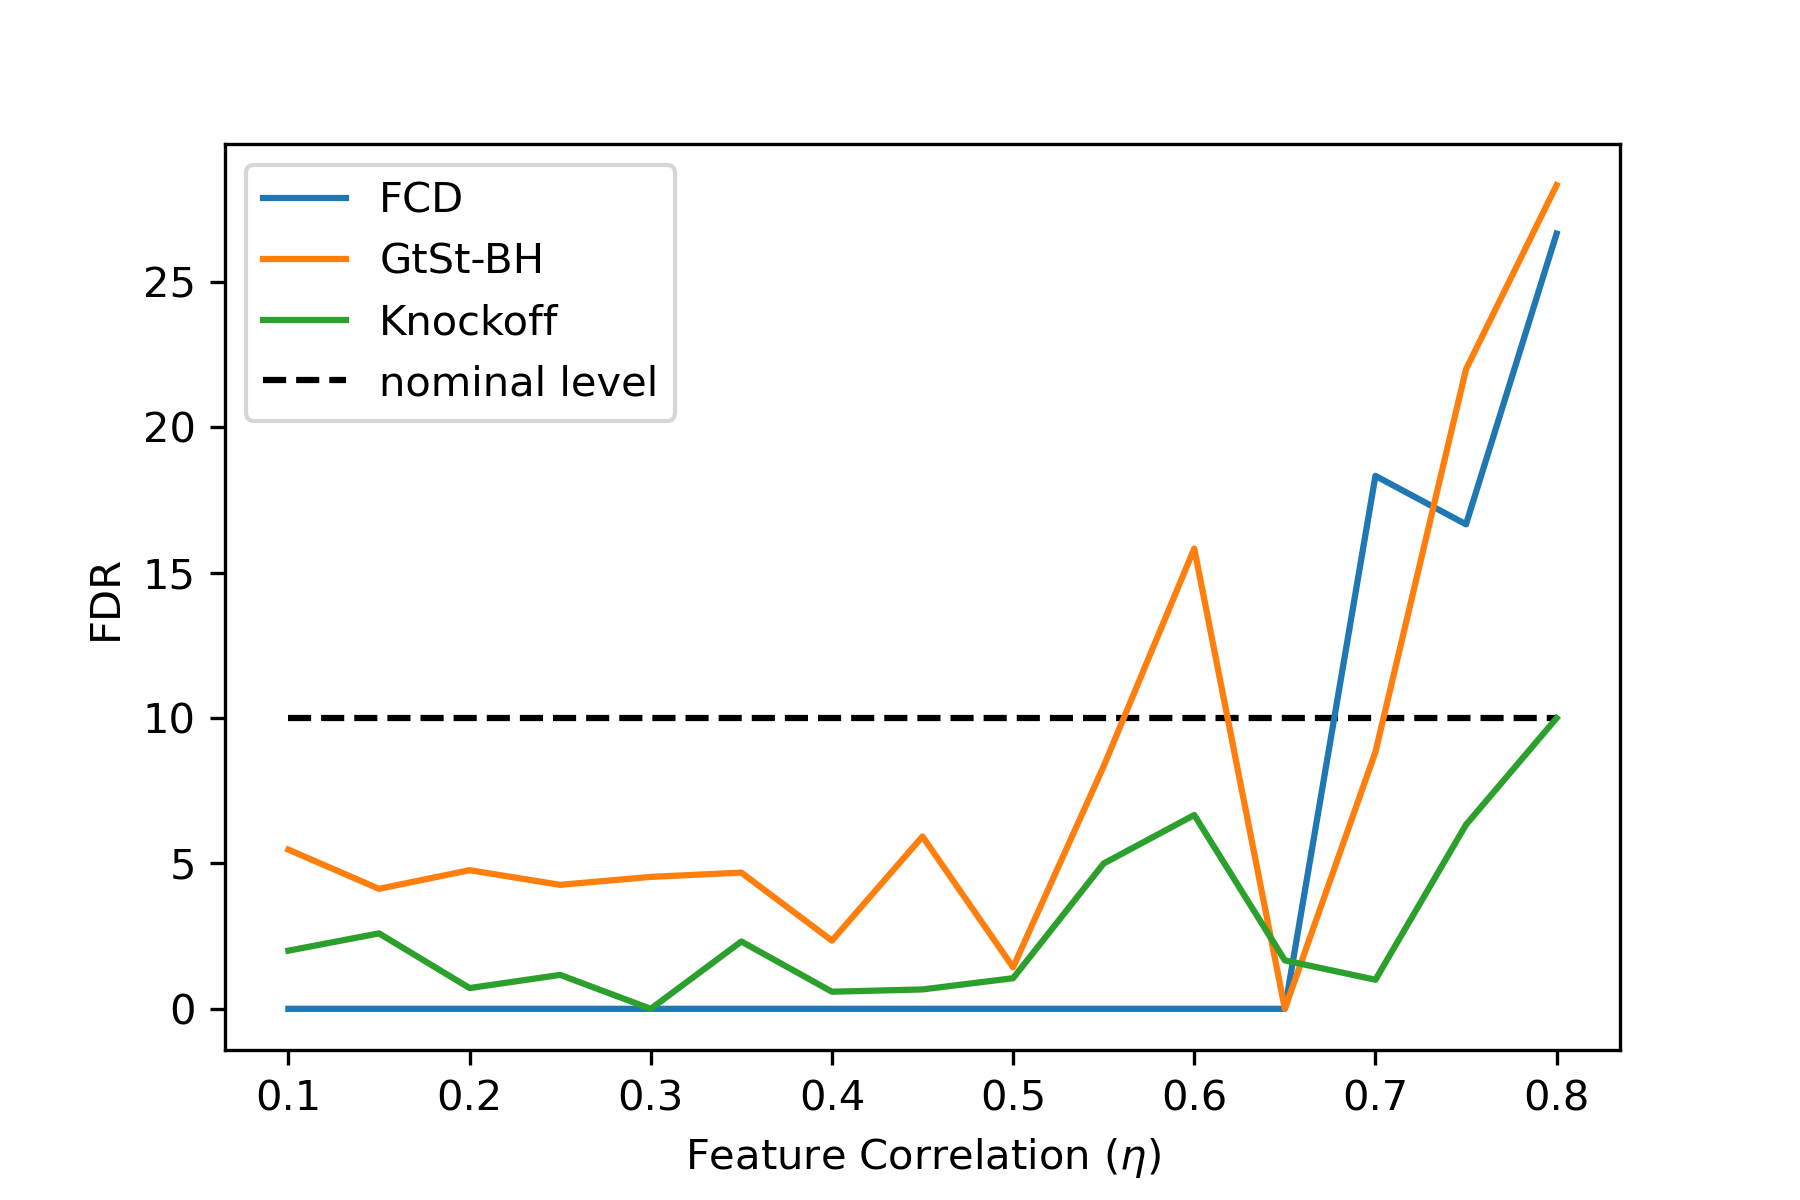 FCD
GtSt-BH
Knockoff
nominal level
25
20
15
10
5
0
FDR
0.1 0.2 0.3 0.4 0.5 0.6 0.7 0.8
Feature Correlation (η)